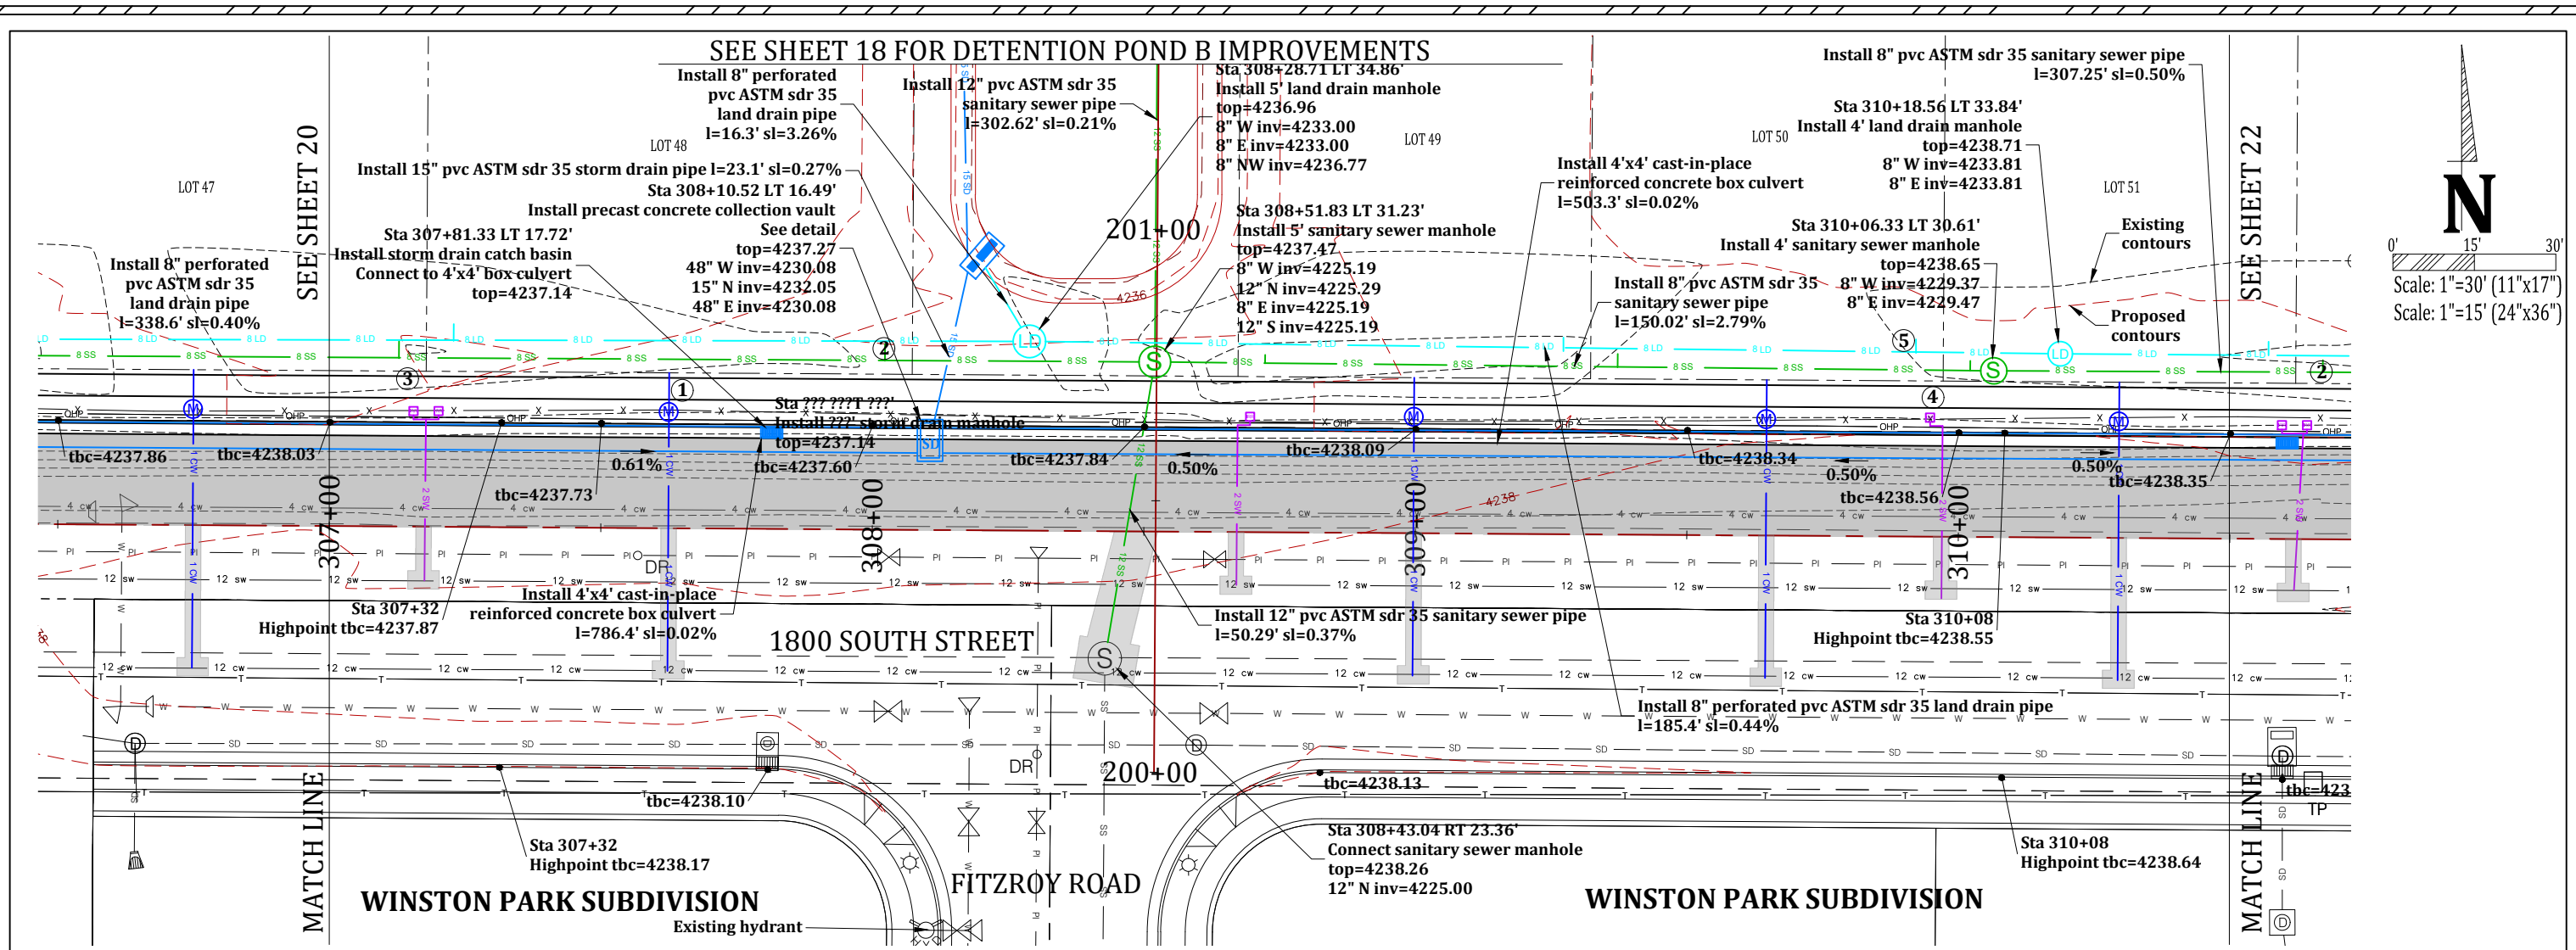 SEE SHEET 18 FOR DETENTION POND B IMPROVEMENTS
Install 8" perforated
pvc ASTM sdr 35
land drain pipe
l=16.3' sl=3.26%
Install 12" pvc ASTM sdr 35
sanitary sewer pipe
l=302.62' sl=0.21%
Sta 308+28.71 LT 34.86'
Install 5' land drain manhole
top=4236.96
8" W inv=4233.00
8" E inv=4233.00
8" NW inv=4236.77
Install 8" pvc ASTM sdr 35 sanitary sewer pipe
l=307.25' sl=0.50%
Sta 310+18.56 LT 33.84'
Install 4' land drain manhole
top=4238.71
8" W inv=4233.81
8" E inv=4233.81
LOT 47
SEE SHEET 20
LOT 48
LOT 49
LOT 50
LOT 51
SEE SHEET 22
Install 15" pvc ASTM sdr 35 storm drain pipe l=23.1' sl=0.27%
Sta 308+10.52 LT 16.49'
Install precast concrete collection vault
See detail
top=4237.27
48" W inv=4230.08
15" N inv=4232.05
48" E inv=4230.08
Sta 307+81.33 LT 17.72'
Install storm drain catch basin
Connect to 4'x4' box culvert
top=4237.14
Install 8" perforated
pvc ASTM sdr 35
land drain pipe
l=338.6' sl=0.40%
201+00
Sta 308+51.83 LT 31.23'
Install 5' sanitary sewer manhole
top=4237.47
8" W inv=4225.19
12" N inv=4225.29
8" E inv=4225.19
12" S inv=4225.19
Install 4'x4' cast-in-place
reinforced concrete box culvert
l=503.3' sl=0.02%
Install 8" pvc ASTM sdr 35
sanitary sewer pipe
l=150.02' sl=2.79%
Sta 310+06.33 LT 30.61'
Install 4' sanitary sewer manhole
top=4238.65
8" W inv=4229.37
8" E inv=4229.47
Existing
contours
Proposed
contours
N
0' 15' 30'
Scale: 1"=30' (11"x17")
Scale: 1"=15' (24"x36")
4236
LD
S
S
LD
3
1
2
5
4
2
Sta ??? ???T ???'
Install ???' storm drain manhole
top=4237.14
SD
tbc=4237.86
tbc=4238.03
tbc=4237.73
0.61%
tbc=4237.60
tbc=4237.84
0.50%
tbc=4238.09
tbc=4238.34
0.50%
tbc=4238.56
0.50%
tbc=4238.35
4238
307+00
308+00
309+00
310+00
DR
Sta 307+32
Highpoint tbc=4237.87
Install 4'x4' cast-in-place
reinforced concrete box culvert
l=786.4' sl=0.02%
1800 SOUTH STREET
S
Install 12" pvc ASTM sdr 35 sanitary sewer pipe
l=50.29' sl=0.37%
Sta 310+08
Highpoint tbc=4238.55
Install 8" perforated pvc ASTM sdr 35 land drain pipe
l=185.4' sl=0.44%
DR
200+00
tbc=4238.10
tbc=4238.13
tbc=423
TP
MATCH LINE
MATCH LINE
Sta 307+32
Highpoint tbc=4238.17
Sta 308+43.04 RT 23.36'
Connect sanitary sewer manhole
top=4238.26
12" N inv=4225.00
Sta 310+08
Highpoint tbc=4238.64
WINSTON PARK SUBDIVISION
FITZROY ROAD
WINSTON PARK SUBDIVISION
Existing hydrant